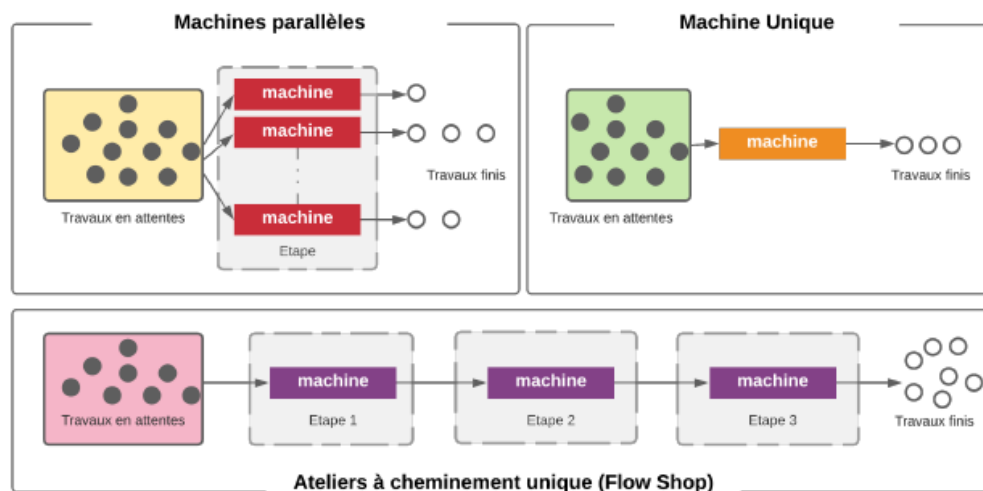 Machines parallèles
machine
machine
machine
Travaux en attentes
Etape
Travaux finis
Machine Unique
machine
Travaux en attentes
Travaux finis
Travaux en attentes
machine
Etape 1
machine
Etape 2
machine
Etape 3
Travaux finis
Ateliers à cheminement unique (Flow Shop)